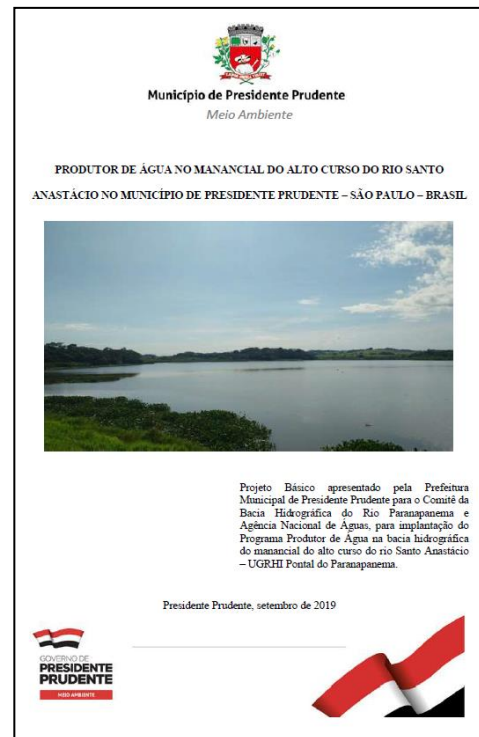 Município de Presidente Prudente
Meio Ambiente
PRODUTOR DE ÁGUA NO MANANCIAL DO ALTO CURSO DO RIO SANTO
ANASTÁCIO NO MUNICÍPIO DE PRESIDENTE PRUDENTE – SÃO PAULO – BRASIL
Projeto Básico apresentado pela Prefeitura
Municipal de Presidente Prudente para o Comitê da
Bacia Hidrográfica do Rio Paranapanema e
Agência Nacional de Águas, para implantação do
Programa Produtor de Água na bacia hidrográfica
do manancial do alto curso do rio Santo Anastácio
– UGRHI Pontal do Paranapanema.
Presidente Prudente, setembro de 2019
GOVERNO DE
PRESIDENTE
PRUDENTE
MEIO AMBIENTE